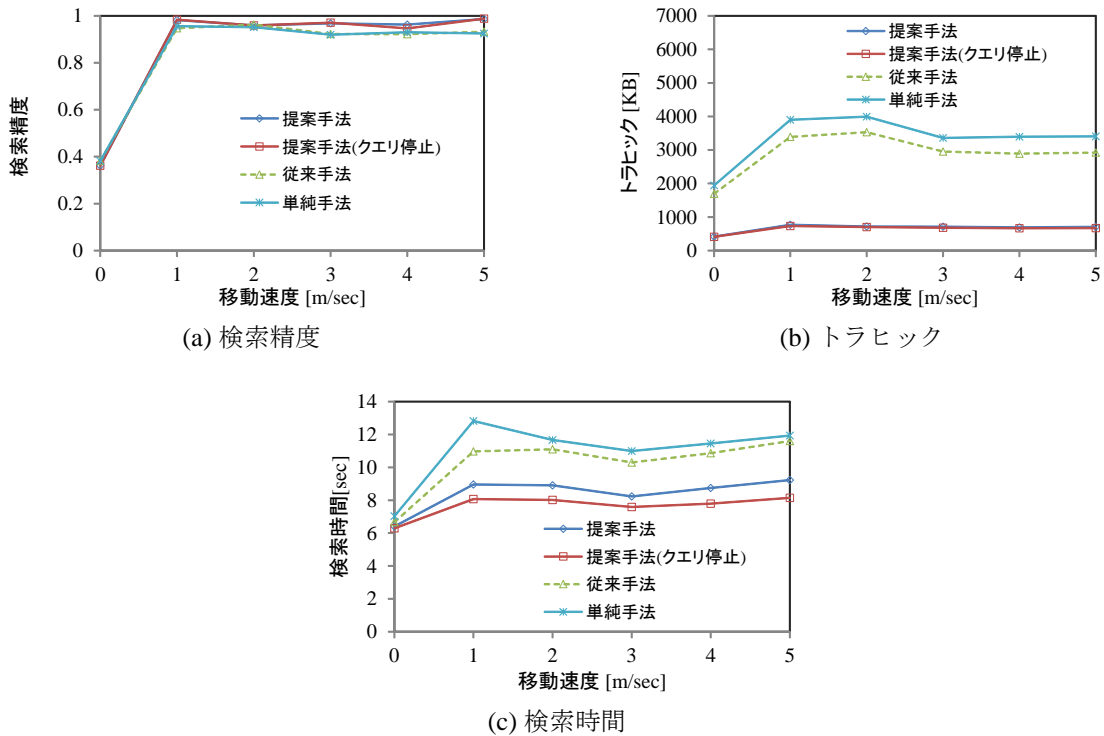 1
0.8
0.6
0.4
0.2
0
検索精度
提案手法
提案手法(クエリ停止)
従来手法
単純手法
0 1 2 3 4 5
移動速度 [m/sec]
(a) 検索精度
7000
6000
5000
4000
3000
2000
1000
0
トラヒック [KB]
提案手法
提案手法(クエリ停止)
従来手法
単純手法
0 1 2 3 4 5
移動速度 [m/sec]
(b) トラヒック
14
12
10
8
6
4
2
0
検索時間[sec]
提案手法
提案手法(クエリ停止)
従来手法
単純手法
0 1 2 3 4 5
移動速度 [m/sec]
(c) 検索時間